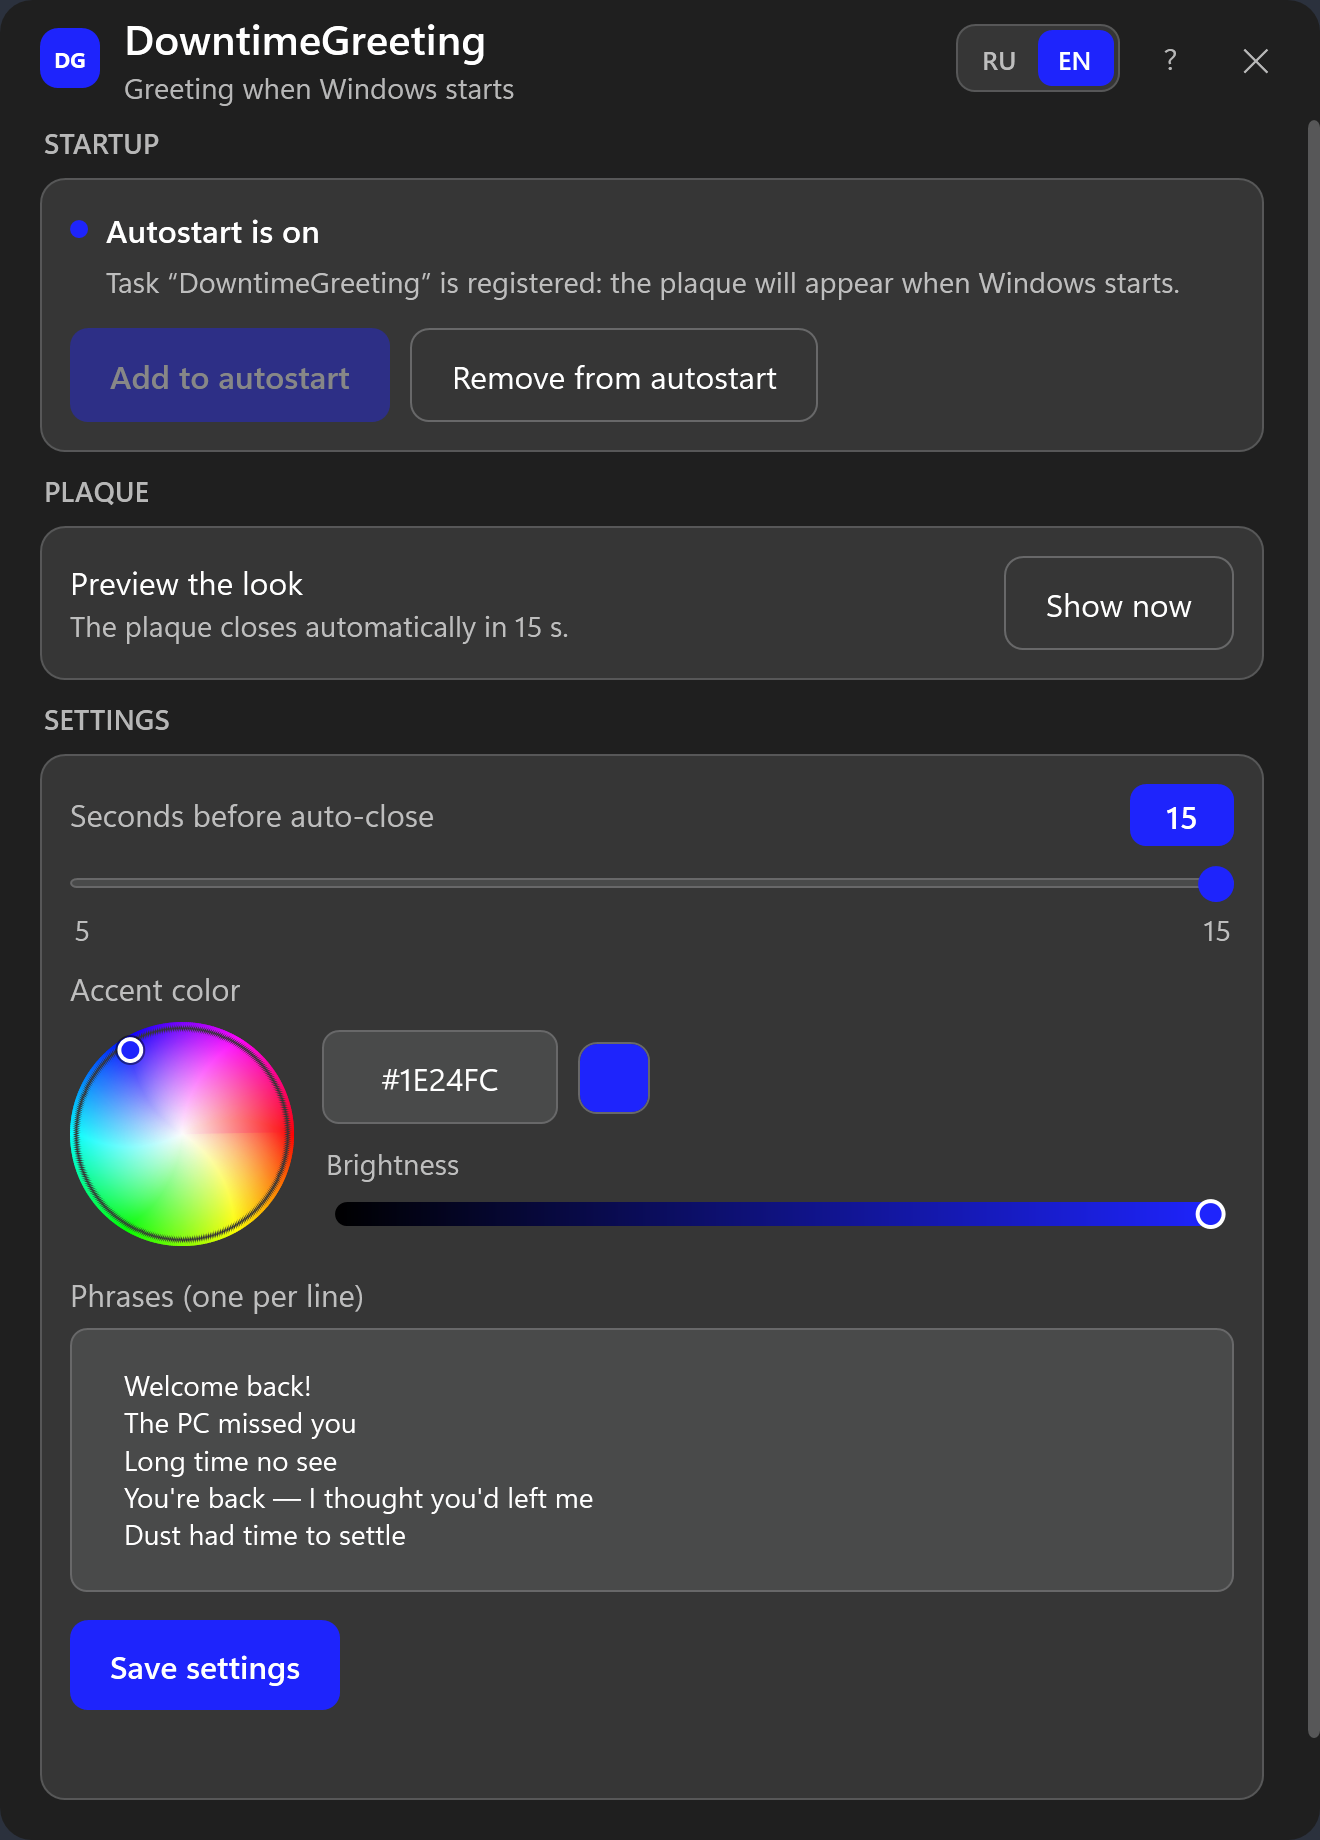 DG
DowntimeGreeting
Greeting when Windows starts
RU EN ?
STARTUP
Autostart is on
Task “DowntimeGreeting” is registered: the plaque will appear when Windows starts.
Add to autostart
Remove from autostart
PLAQUE
Preview the look
The plaque closes automatically in 15 s.
Show now
SETTINGS
Seconds before auto-close
15
5
15
Accent color
#1E24FC
Brightness
Phrases (one per line)
Welcome back!
The PC missed you
Long time no see
You're back — I thought you'd left me
Dust had time to settle
Save settings